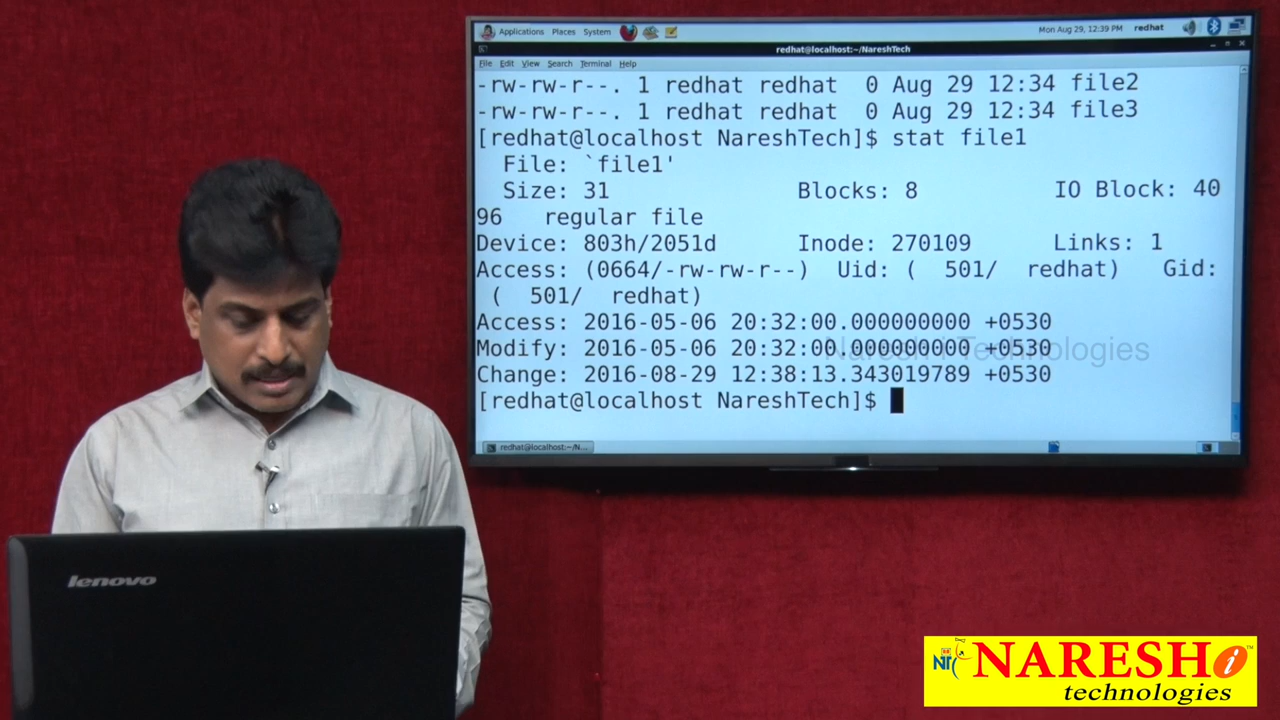 Applications Places System Mon Aug 29, 12:39 PM redhat
redhat@localhost:~/NareshTech
File Edit View Search Terminal Help
-rw-rw-r--. 1 redhat redhat 0 Aug 29 12:34 file2
-rw-rw-r--. 1 redhat redhat 0 Aug 29 12:34 file3
[redhat@localhost NareshTech]$ stat file1
File: `file1'
Size: 31 Blocks: 8 IO Block: 40
96 regular file
Device: 803h/2051d Inode: 270109 Links: 1
Access: (0664/-rw-rw-r--) Uid: ( 501/ redhat) Gid:
( 501/ redhat)
Access: 2016-05-06 20:32:00.000000000 +0530
Modify: 2016-05-06 20:32:00.000000000 +0530
Naresh i Technologies
Change: 2016-08-29 12:38:13.343019789 +0530
[redhat@localhost NareshTech]$
redhat@localhost:~/N...
lenovo
NARESH i ™
technologies